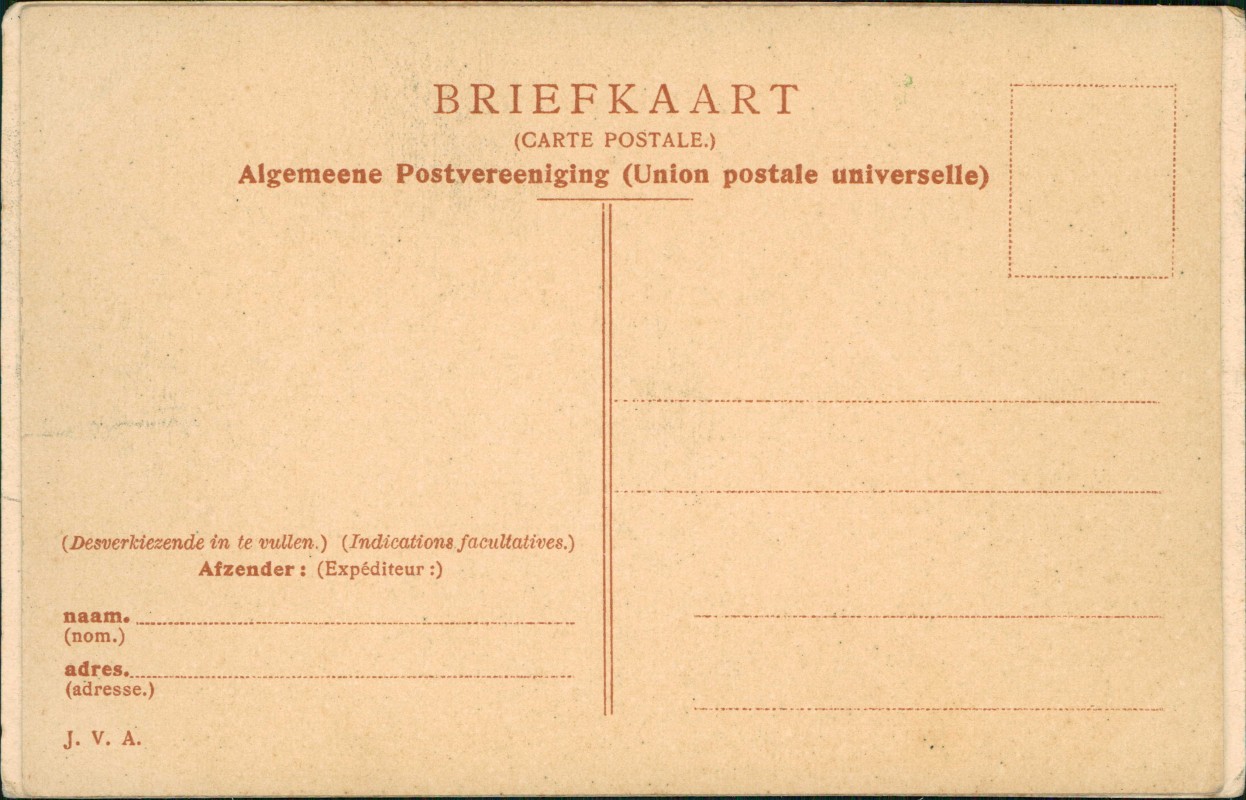 BRIEFKAART
(CARTE POSTALE.)
Algemeene Postvereeniging (Union postale universelle)
(Desverkiezende in te vullen.) (Indications facultatives.)
Afzender: (Expéditeur:)
naam.
(nom.)
adres.
(adresse.)
J. V. A.